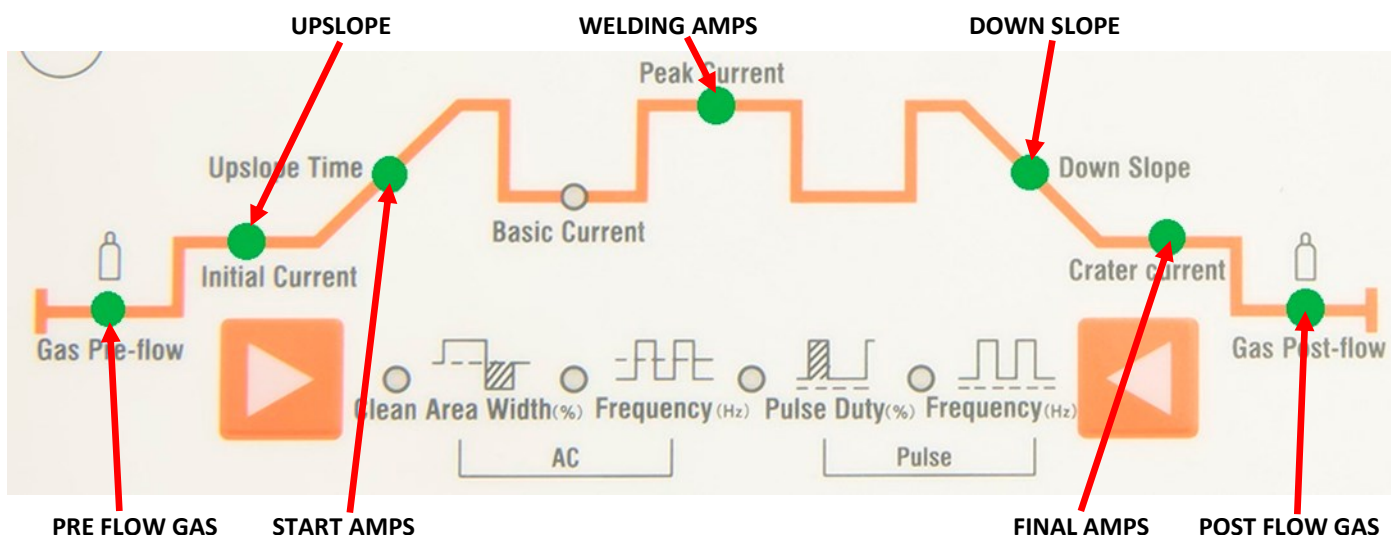 UPSLOPE
WELDING AMPS
DOWN SLOPE
Peak Current
Upslope Time
Down Slope
Basic Current
Initial Current
Crater current
Gas Pre-flow
Gas Post-flow
Clean Area Width(%)
Frequency(Hz)
Pulse Duty(%)
Frequency(Hz)
AC
Pulse
PRE FLOW GAS
START AMPS
FINAL AMPS
POST FLOW GAS